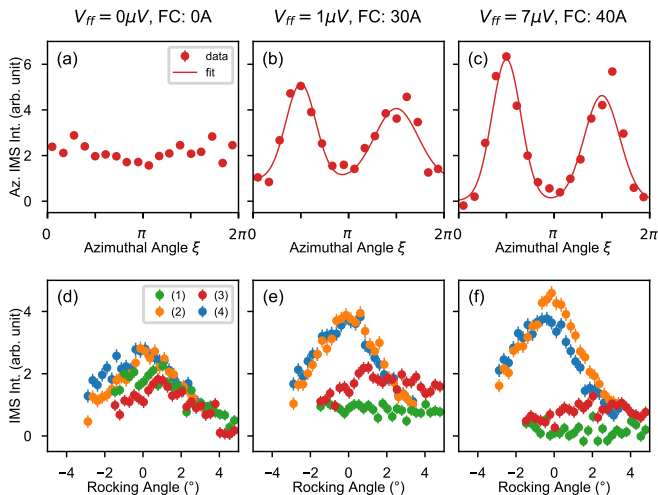 V_ff = 0μV, FC: 0A
V_ff = 1μV, FC: 30A
V_ff = 7μV, FC: 40A
Az. IMS Int. (arb. unit)
6
4
2
0
(a)
data
fit
(b)
(c)
0
π
2π
0
π
2π
0
π
2π
Azimuthal Angle ξ
Azimuthal Angle ξ
Azimuthal Angle ξ
IMS Int. (arb. unit)
4
2
0
(d)
(1)
(2)
(3)
(4)
(e)
(f)
−4
−2
0
2
4
−4
−2
0
2
4
−4
−2
0
2
4
Rocking Angle (°)
Rocking Angle (°)
Rocking Angle (°)